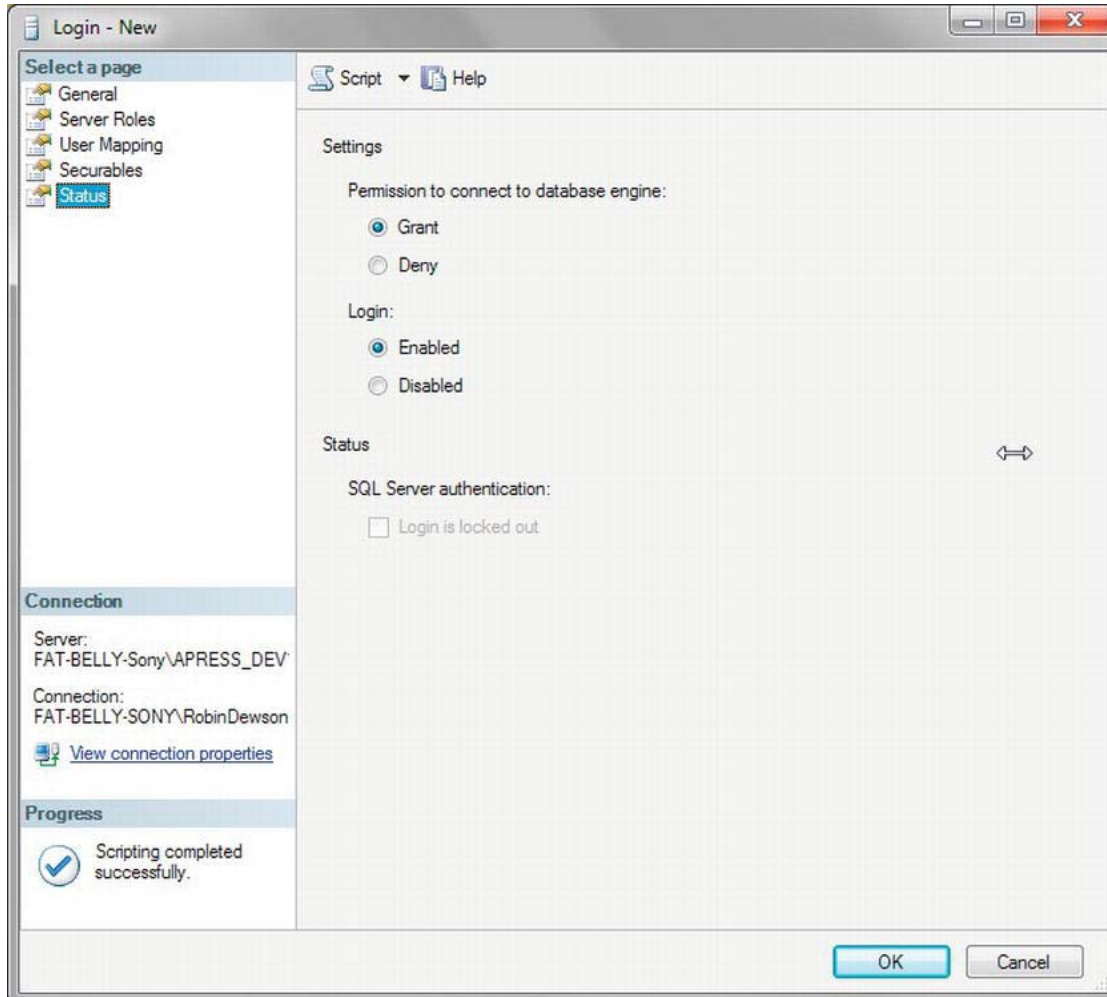 Login - New
Select a page
General
Server Roles
User Mapping
Securables
Status
Script
Help
Settings
Permission to connect to database engine:
Grant
Deny
Login:
Enabled
Disabled
Status
SQL Server authentication:
Login is locked out
Connection
Server:
FAT-BELLY-Sony\APRESS_DEV
Connection:
FAT-BELLY-SONY\RobinDewson
View connection properties
Progress
Scripting completed
successfully.
OK
Cancel